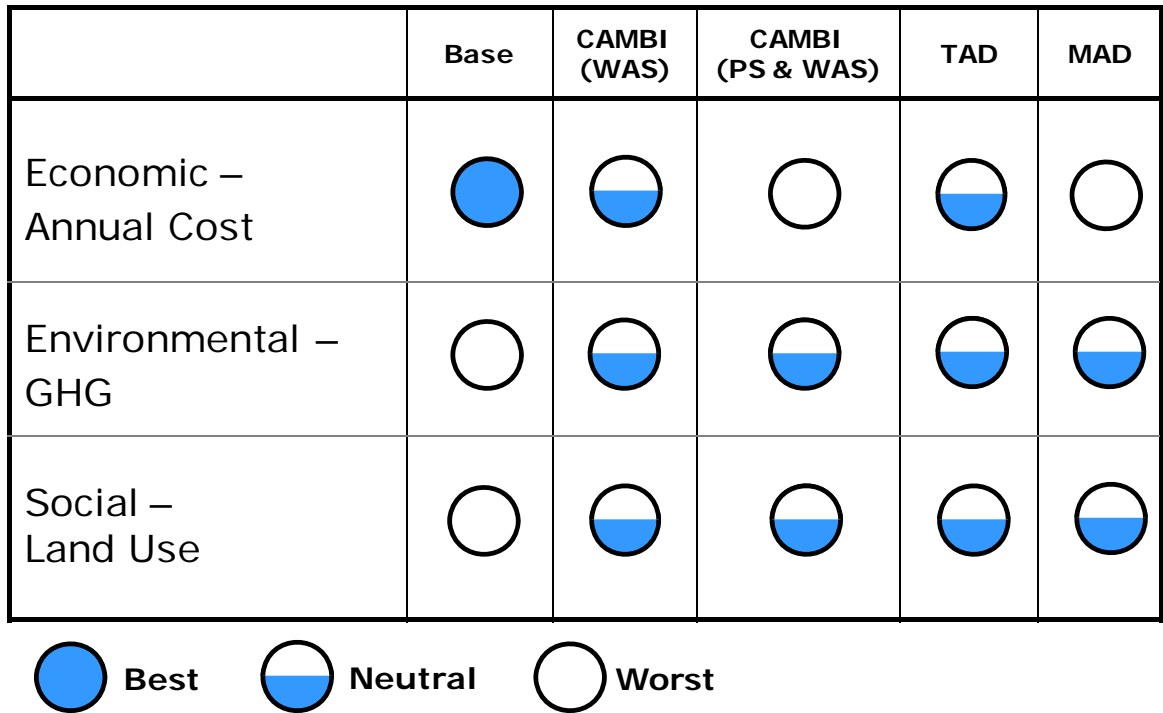 Base
CAMBI
(WAS)
CAMBI
(PS & WAS)
TAD
MAD
Economic –
Annual Cost
Environmental –
GHG
Social –
Land Use
Best
Neutral
Worst